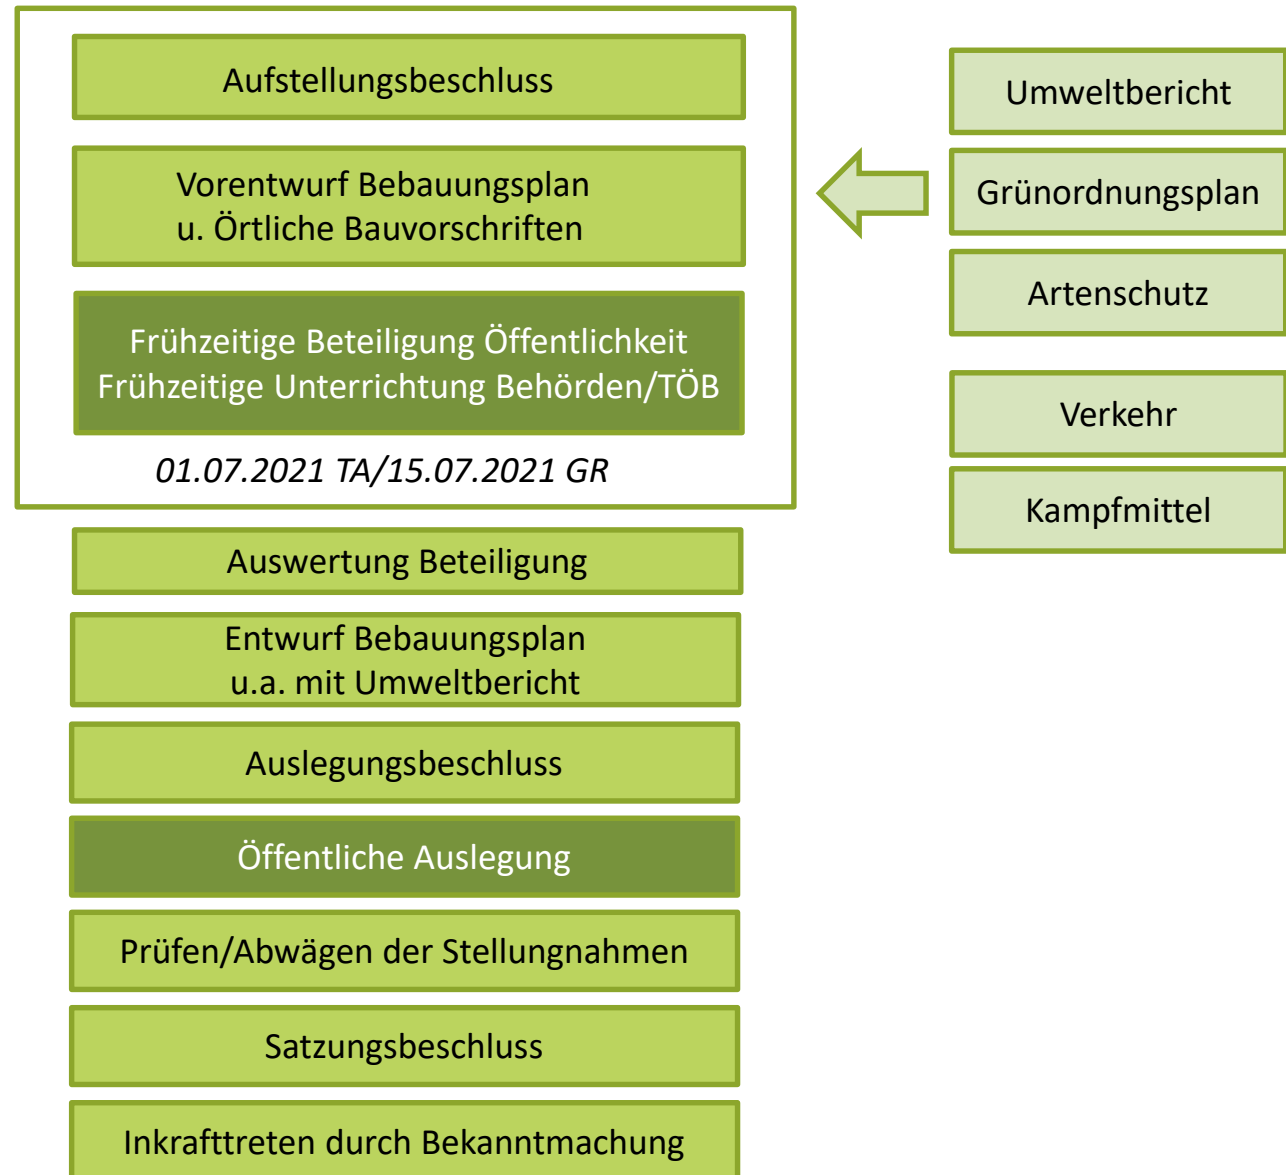 Aufstellungsbeschluss
Vorentwurf Bebauungsplan
u. Örtliche Bauvorschriften
Frühzeitige Beteiligung Öffentlichkeit
Frühzeitige Unterrichtung Behörden/TÖB
01.07.2021 TA/15.07.2021 GR
Auswertung Beteiligung
Entwurf Bebauungsplan
u.a. mit Umweltbericht
Auslegungsbeschluss
Öffentliche Auslegung
Prüfen/Abwägen der Stellungnahmen
Satzungsbeschluss
Inkrafttreten durch Bekanntmachung
Umweltbericht
Grünordnungsplan
Artenschutz
Verkehr
Kampfmittel